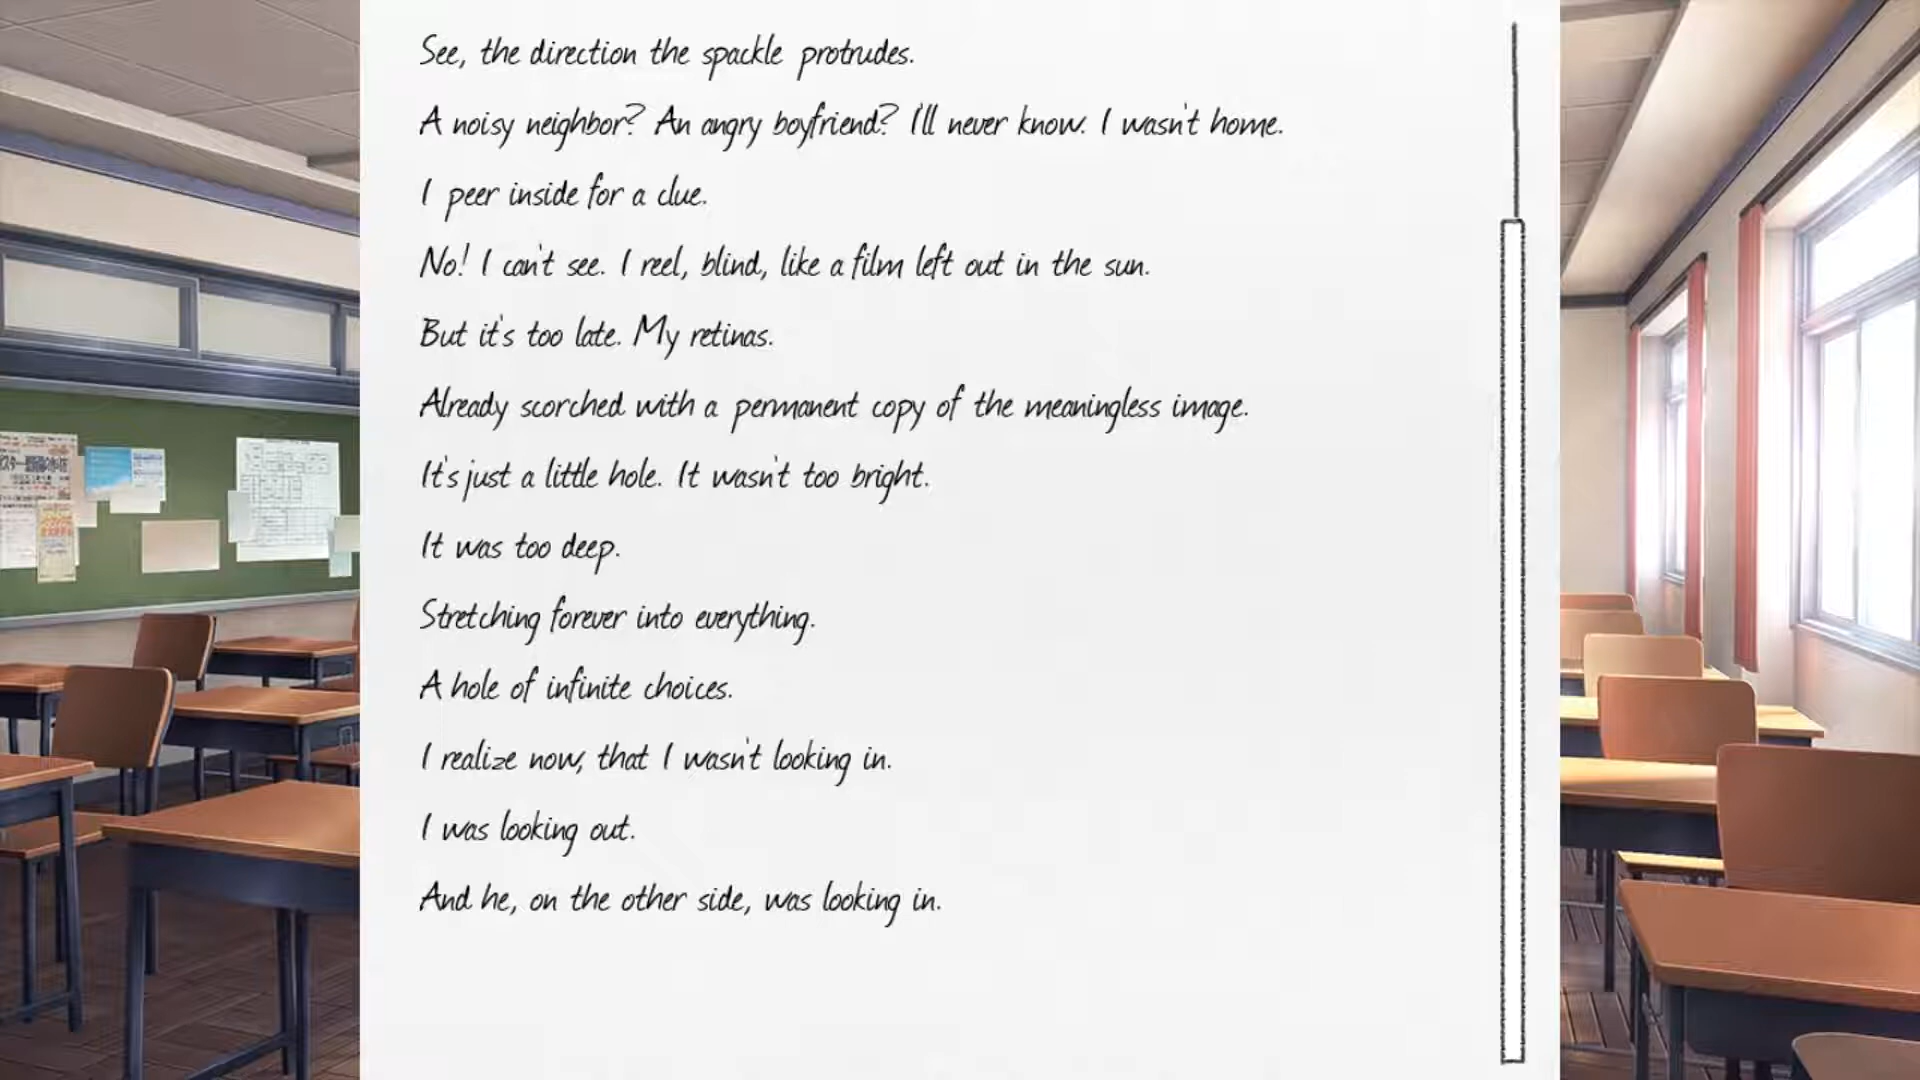 See, the direction the spackle protrudes.
A noisy neighbor? An angry boyfriend? I'll never know. I wasn't home.
I peer inside for a clue.
No! I can't see. I reel, blind, like a film left out in the sun.
But it's too late. My retinas.
Already scorched with a permanent copy of the meaningless image.
It's just a little hole. It wasn't too bright.
It was too deep.
Stretching forever into everything.
A hole of infinite choices.
I realize now, that I wasn't looking in.
I was looking out.
And he, on the other side, was looking in.